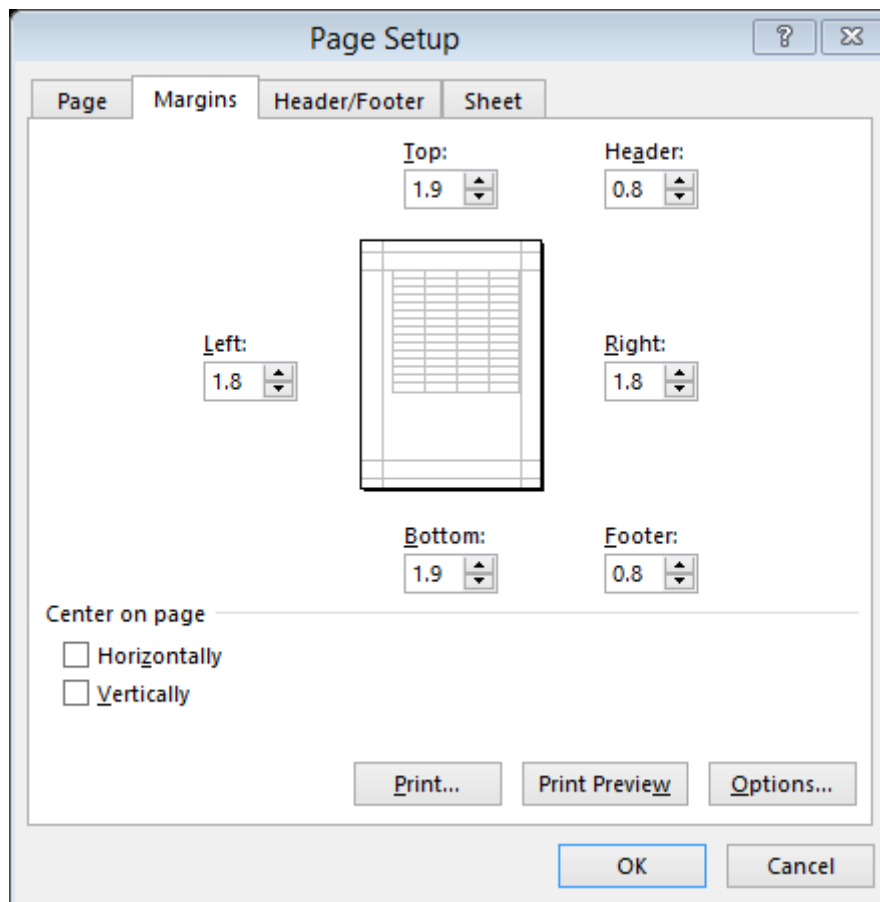 Page Setup
Page Margins Header/Footer Sheet
Top: Header:
1.9 0.8
Left: Right:
1.8 1.8
Bottom: Footer:
1.9 0.8
Center on page
Horizontally
Vertically
Print... Print Preview Options...
OK Cancel